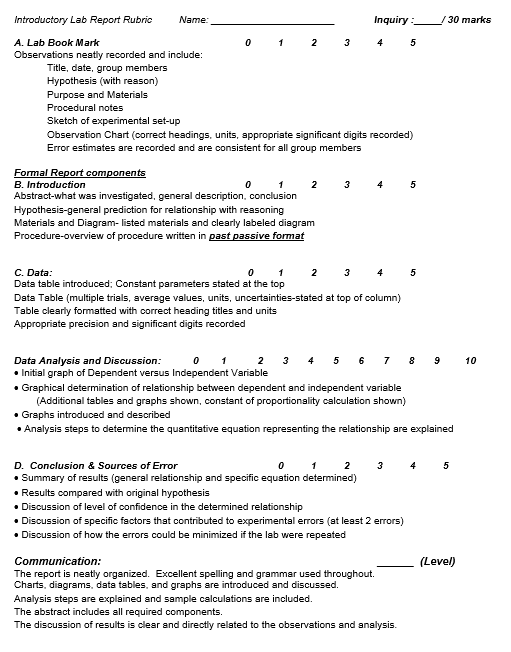 Introductory Lab Report Rubric Name: ______________________ Inquiry :_____/ 30 marks
A. Lab Book Mark 0 1 2 3 4 5
Observations neatly recorded and include:
Title, date, group members
Hypothesis (with reason)
Purpose and Materials
Procedural notes
Sketch of experimental set-up
Observation Chart (correct headings, units, appropriate significant digits recorded)
Error estimates are recorded and are consistent for all group members
Formal Report components
B. Introduction 0 1 2 3 4 5
Abstract-what was investigated, general description, conclusion
Hypothesis-general prediction for relationship with reasoning
Materials and Diagram- listed materials and clearly labeled diagram
Procedure-overview of procedure written in past passive format
C. Data: 0 1 2 3 4 5
Data table introduced; Constant parameters stated at the top
Data Table (multiple trials, average values, units, uncertainties-stated at top of column)
Table clearly formatted with correct heading titles and units
Appropriate precision and significant digits recorded
Data Analysis and Discussion: 0 1 2 3 4 5 6 7 8 9 10
• Initial graph of Dependent versus Independent Variable
• Graphical determination of relationship between dependent and independent variable
(Additional tables and graphs shown, constant of proportionality calculation shown)
• Graphs introduced and described
• Analysis steps to determine the quantitative equation representing the relationship are explained
D. Conclusion & Sources of Error 0 1 2 3 4 5
• Summary of results (general relationship and specific equation determined)
• Results compared with original hypothesis
• Discussion of level of confidence in the determined relationship
• Discussion of specific factors that contributed to experimental errors (at least 2 errors)
• Discussion of how the errors could be minimized if the lab were repeated
Communication: ______ (Level)
The report is neatly organized. Excellent spelling and grammar used throughout.
Charts, diagrams, data tables, and graphs are introduced and discussed.
Analysis steps are explained and sample calculations are included.
The abstract includes all required components.
The discussion of results is clear and directly related to the observations and analysis.